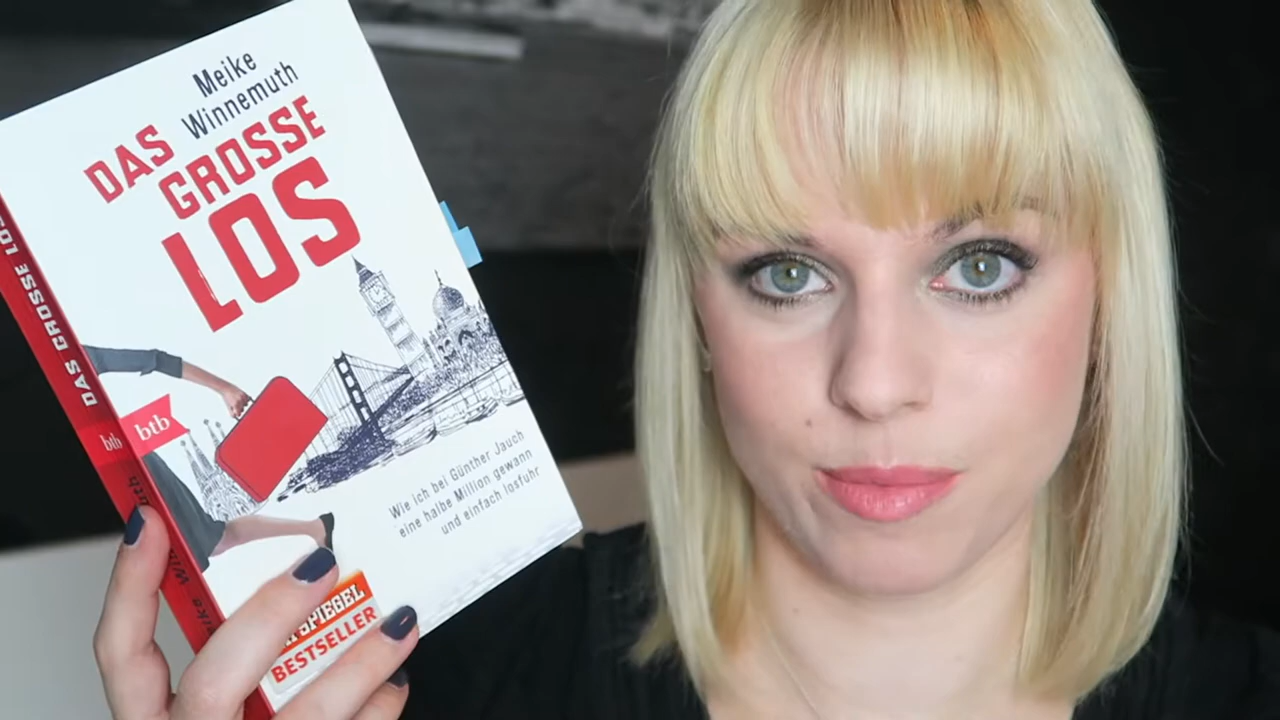 Meike
Winnemuth
DAS
GROSSE
LOS
btb
Wie ich bei Günther Jauch
eine halbe Million gewann
und einfach losfuhr
SPIEGEL
BESTSELLER
DAS GROSSE LOS
btb